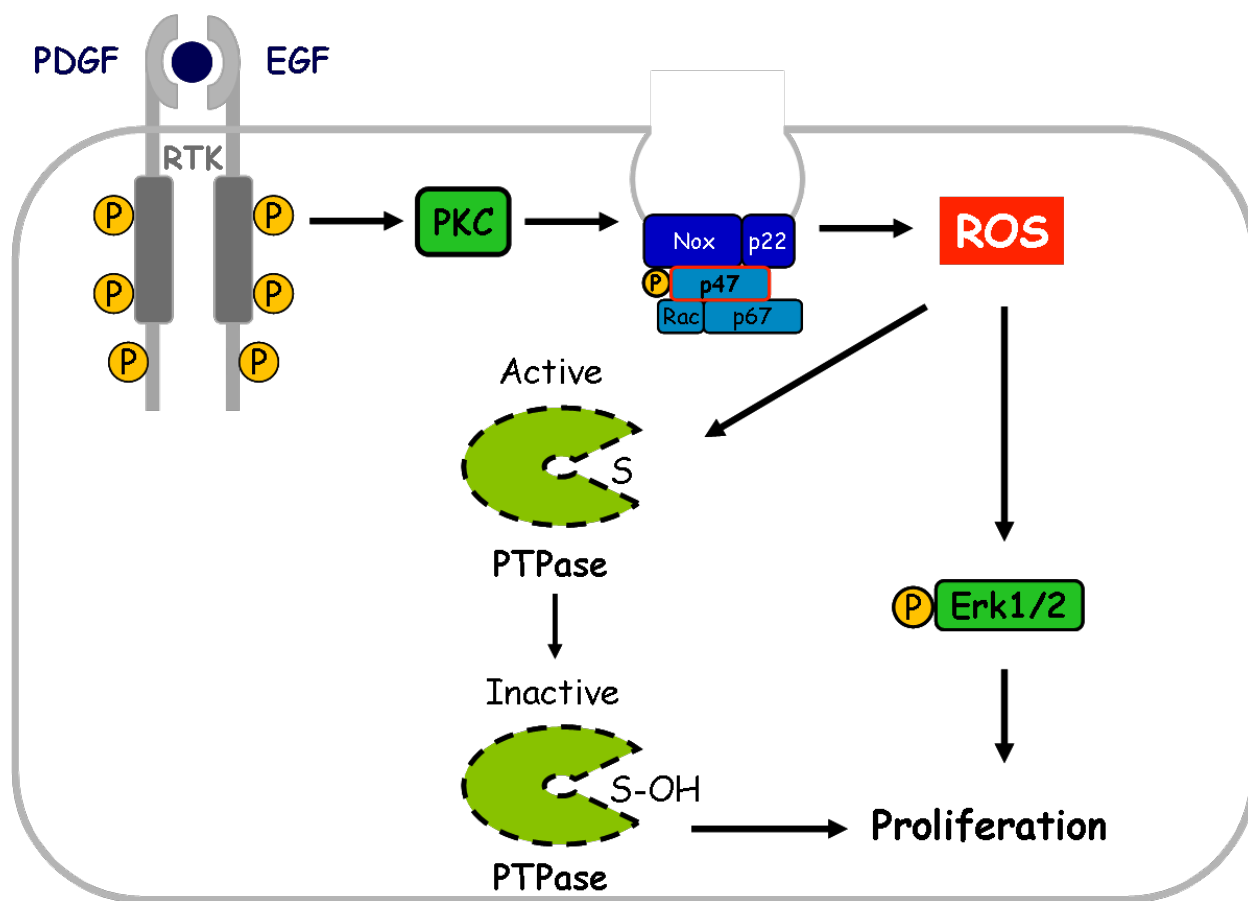 PDGF
EGF
RTK
P
P
P
P
P
P
PKC
Nox
p22
P
p47
Rac
p67
ROS
Active
S
PTPase
Inactive
S-OH
PTPase
P
Erk1/2
Proliferation